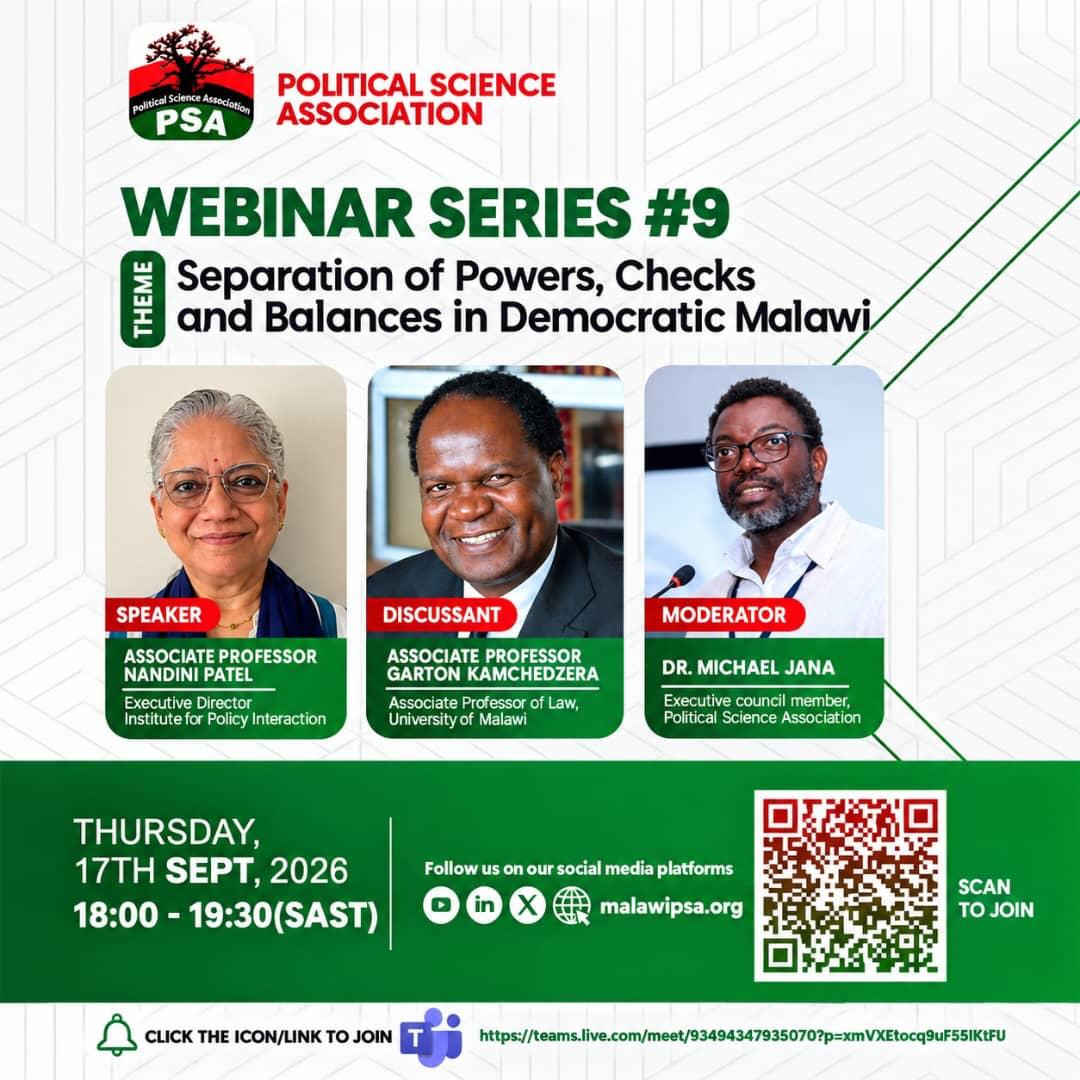 Political Science Association
PSA
POLITICAL SCIENCE
ASSOCIATION
WEBINAR SERIES #9
THEME
Separation of Powers, Checks
and Balances in Democratic Malawi
SPEAKER
ASSOCIATE PROFESSOR
NANDINI PATEL
Executive Director
Institute for Policy Interaction
DISCUSSANT
ASSOCIATE PROFESSOR
GARTON KAMCHEDZERA
Associate Professor of Law,
University of Malawi
MODERATOR
DR. MICHAEL JANA
Executive council member,
Political Science Association
THURSDAY,
17TH SEPT, 2026
18:00 - 19:30(SAST)
Follow us on our social media platforms
in X malawipsa.org
SCAN
TO JOIN
CLICK THE ICON/LINK TO JOIN T https://teams.live.com/meet/93494347935070?p=xmVXEtocq9uF55IKtFU